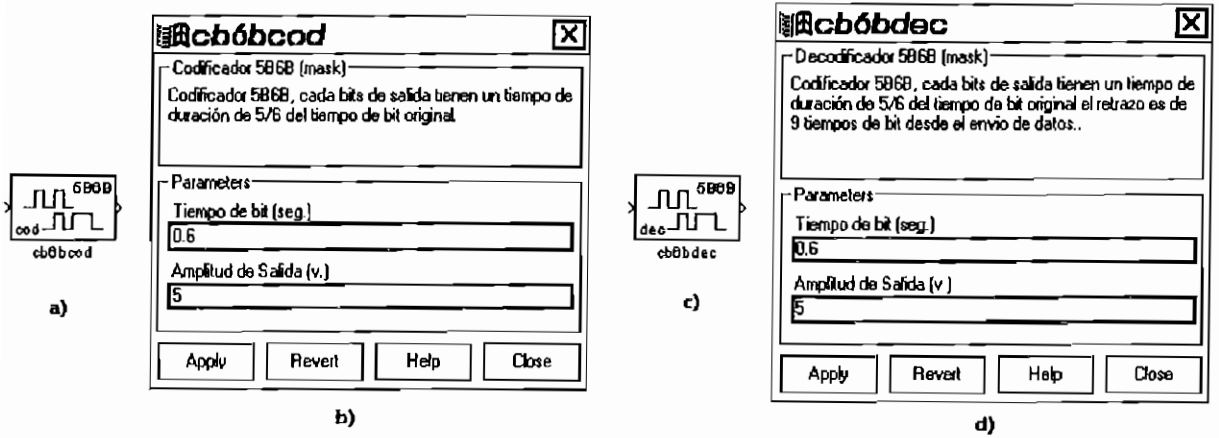 5B6B
cod
cb6bcod
a)
cb6bcod
Codificador 5B6B (mask)
Codificador 5B6B, cada bits de salida tienen un tiempo de
duración de 5/6 del tiempo de bit original.
Parameters
Tiempo de bit (seg.)
0.6
Amplitud de Salida (v.)
5
Apply Revert Help Close
b)
5B6B
dec
cb6bdec
c)
cb6bdec
Decodificador 5B6B (mask)
Codificador 5B6B, cada bits de salida tienen un tiempo de
duración de 5/6 del tiempo de bit original el retrazo es de
9 tiempos de bit desde el envio de datos..
Parameters
Tiempo de bit (seg.)
0.6
Amplitud de Salida (v.)
5
Apply Revert Help Close
d)